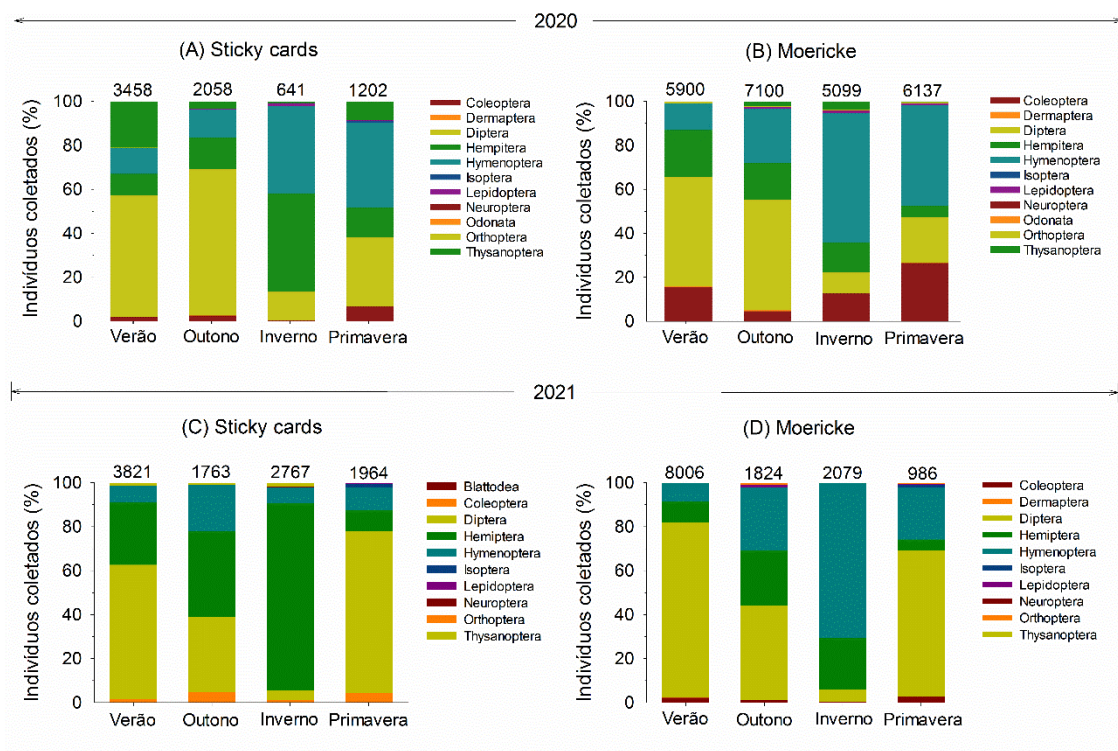 2020
(A) Sticky cards
3458 2058 641 1202
Indivíduos coletados (%)
100
80
60
40
20
0
Verão Outono Inverno Primavera
Coleoptera
Dermaptera
Diptera
Hempitera
Hymenoptera
Isoptera
Lepidoptera
Neuroptera
Odonata
Orthoptera
Thysanoptera
(B) Moericke
5900 7100 5099 6137
Indivíduos coletados (%)
100
80
60
40
20
0
Verão Outono Inverno Primavera
Coleoptera
Dermaptera
Diptera
Hempitera
Hymenoptera
Isoptera
Lepidoptera
Neuroptera
Odonata
Orthoptera
Thysanoptera
2021
(C) Sticky cards
3821 1763 2767 1964
Indivíduos coletados (%)
100
80
60
40
20
0
Verão Outono Inverno Primavera
Blattodea
Coleoptera
Diptera
Hemiptera
Hymenoptera
Isoptera
Lepidoptera
Neuroptera
Orthoptera
Thysanoptera
(D) Moericke
8006 1824 2079 986
Indivíduos coletados (%)
100
80
60
40
20
0
Verão Outono Inverno Primavera
Coleoptera
Dermaptera
Diptera
Hemiptera
Hymenoptera
Isoptera
Lepidoptera
Neuroptera
Orthoptera
Thysanoptera